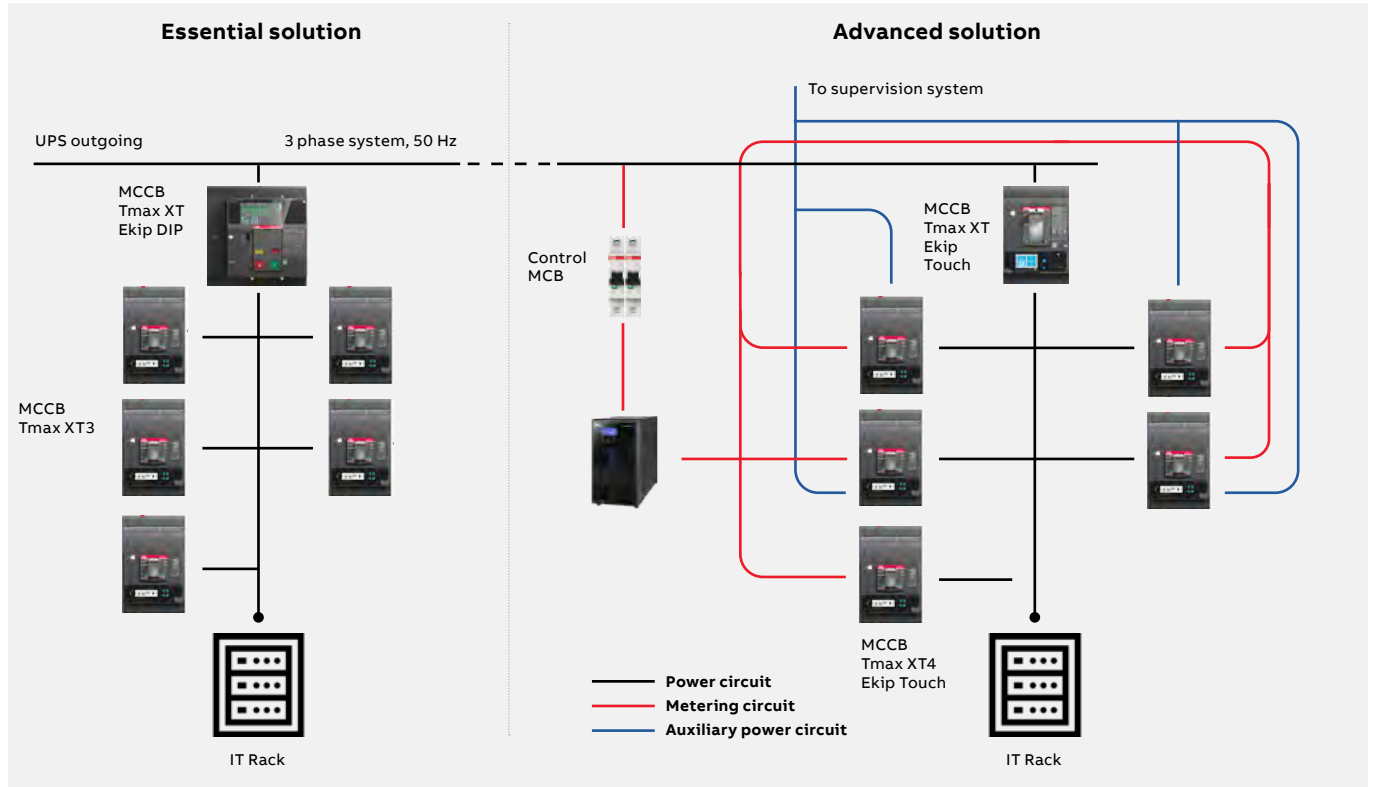 Essential solution
Advanced solution
To supervision system
UPS outgoing
3 phase system, 50 Hz
MCCB
Tmax XT
Ekip DIP
MCCB
Tmax XT
Ekip
Touch
Control
MCB
MCCB
Tmax XT3
MCCB
Tmax XT4
Ekip Touch
Power circuit
Metering circuit
Auxiliary power circuit
IT Rack
IT Rack